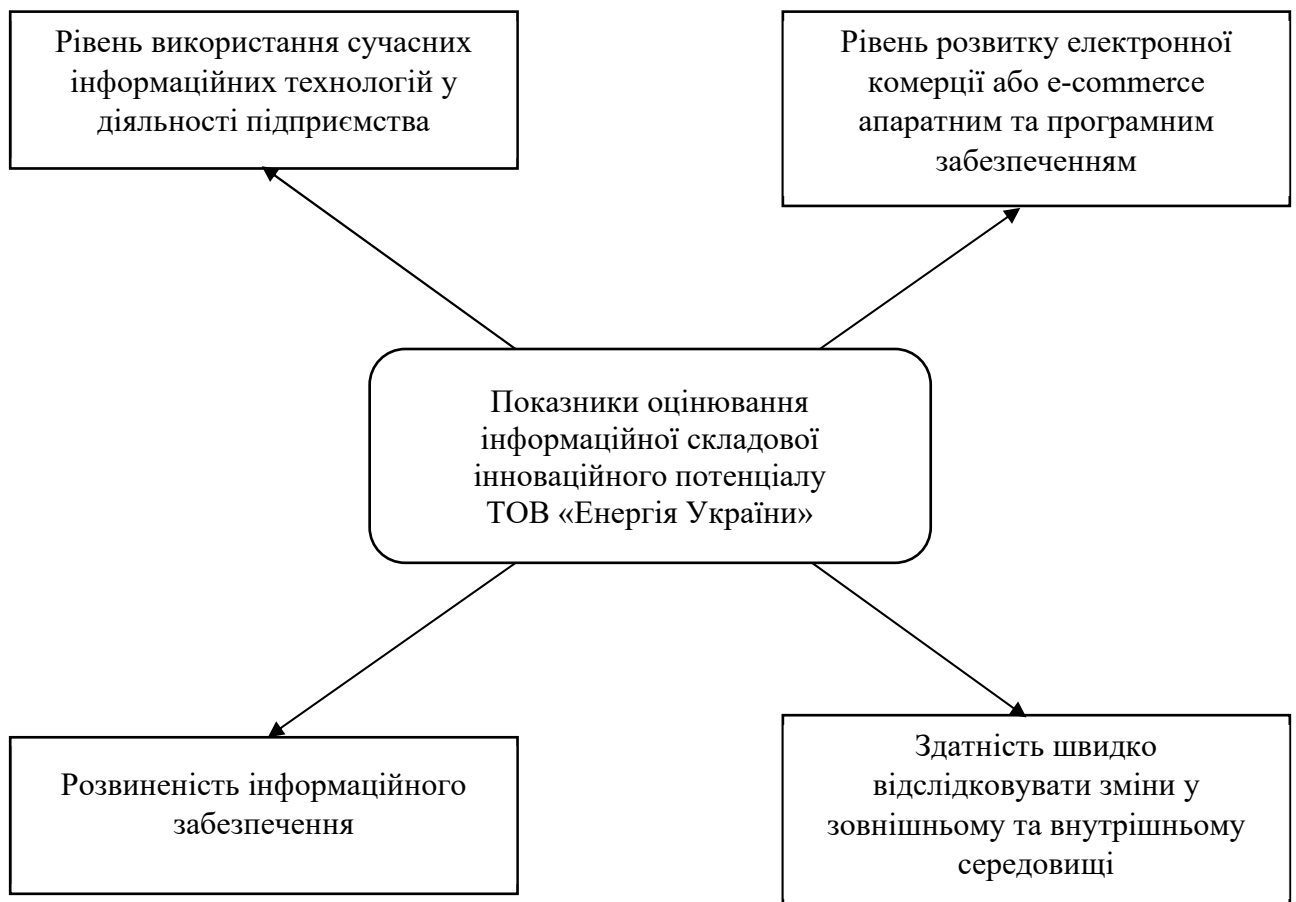 Рівень використання сучасних
інформаційних технологій у
діяльності підприємства
Рівень розвитку електронної
комерції або e-commerce
апаратним та програмним
забезпеченням
Показники оцінювання
інформаційної складової
інноваційного потенціалу
ТОВ «Енергія України»
Розвиненість інформаційного
забезпечення
Здатність швидко
відслідковувати зміни у
зовнішньому та внутрішньому
середовищі